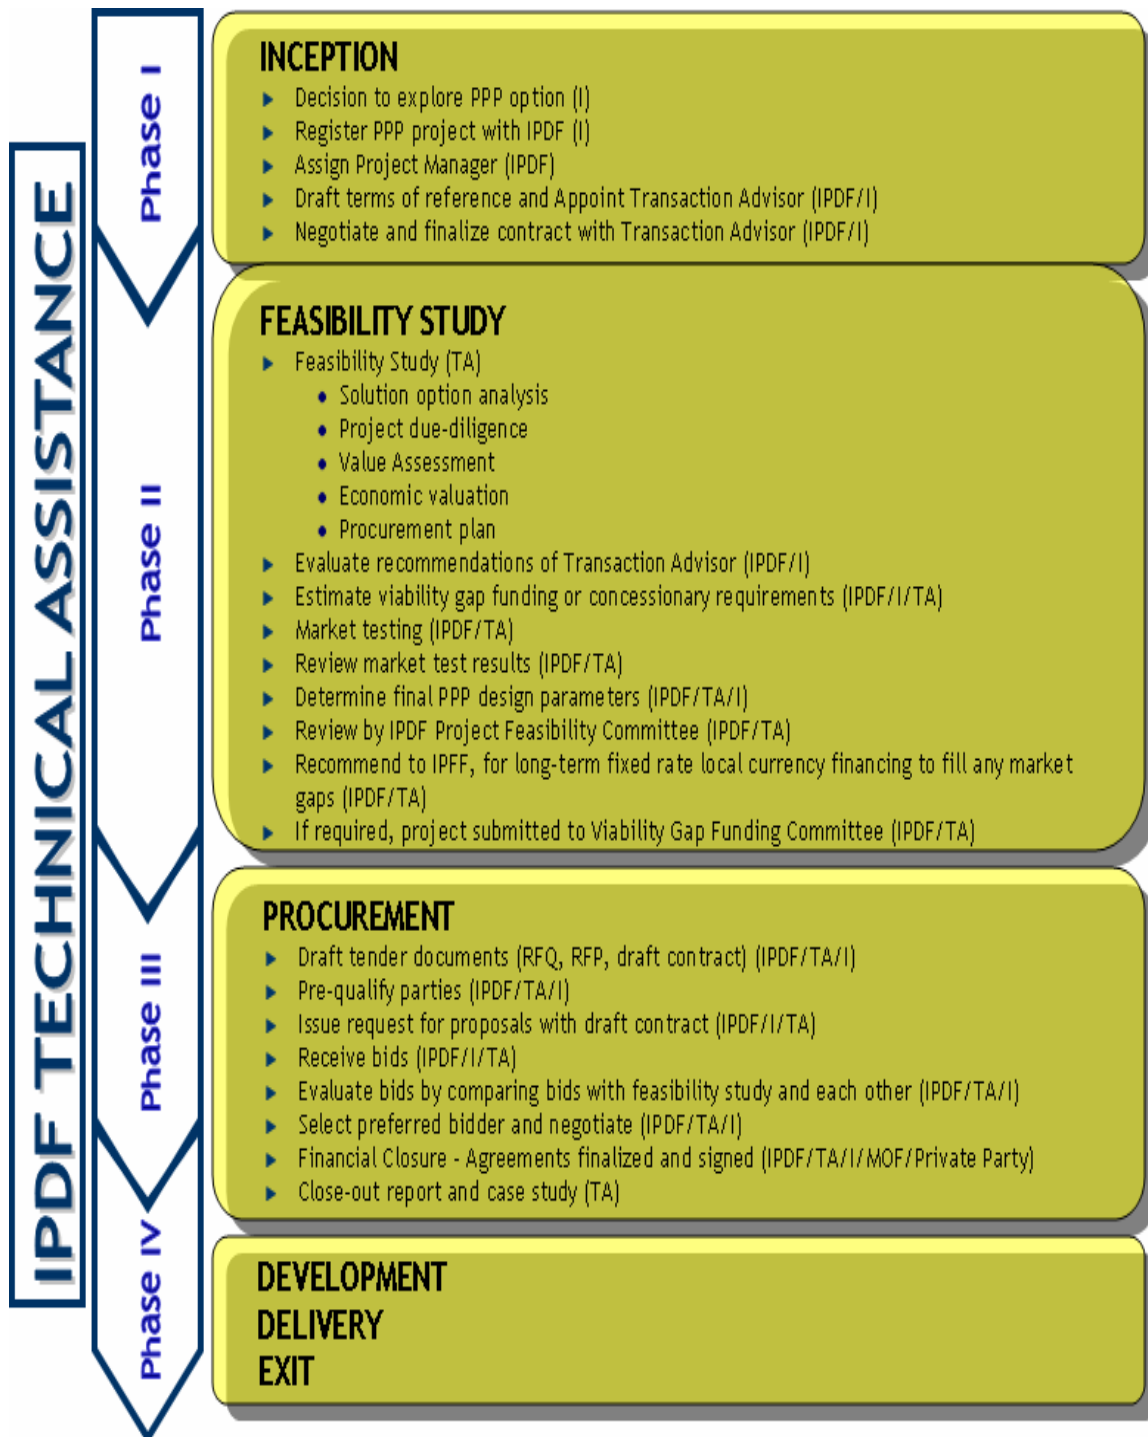 IPDF TECHNICAL ASSISTANCE
Phase I
INCEPTION
Decision to explore PPP option (I)
Register PPP project with IPDF (I)
Assign Project Manager (IPDF)
Draft terms of reference and Appoint Transaction Advisor (IPDF/I)
Negotiate and finalize contract with Transaction Advisor (IPDF/I)
Phase II
FEASIBILITY STUDY
Feasibility Study (TA)
Solution option analysis
Project due-diligence
Value Assessment
Economic valuation
Procurement plan
Evaluate recommendations of Transaction Advisor (IPDF/I)
Estimate viability gap funding or concessionary requirements (IPDF/I/TA)
Market testing (IPDF/TA)
Review market test results (IPDF/TA)
Determine final PPP design parameters (IPDF/TA/I)
Review by IPDF Project Feasibility Committee (IPDF/TA)
Recommend to IPFF, for long-term fixed rate local currency financing to fill any market
gaps (IPDF/TA)
If required, project submitted to Viability Gap Funding Committee (IPDF/TA)
Phase III
PROCUREMENT
Draft tender documents (RFQ, RFP, draft contract) (IPDF/TA/I)
Pre-qualify parties (IPDF/TA/I)
Issue request for proposals with draft contract (IPDF/I/TA)
Receive bids (IPDF/I/TA)
Evaluate bids by comparing bids with feasibility study and each other (IPDF/TA/I)
Select preferred bidder and negotiate (IPDF/TA/I)
Financial Closure - Agreements finalized and signed (IPDF/TA/I/MOF/Private Party)
Close-out report and case study (TA)
Phase IV
DEVELOPMENT
DELIVERY
EXIT